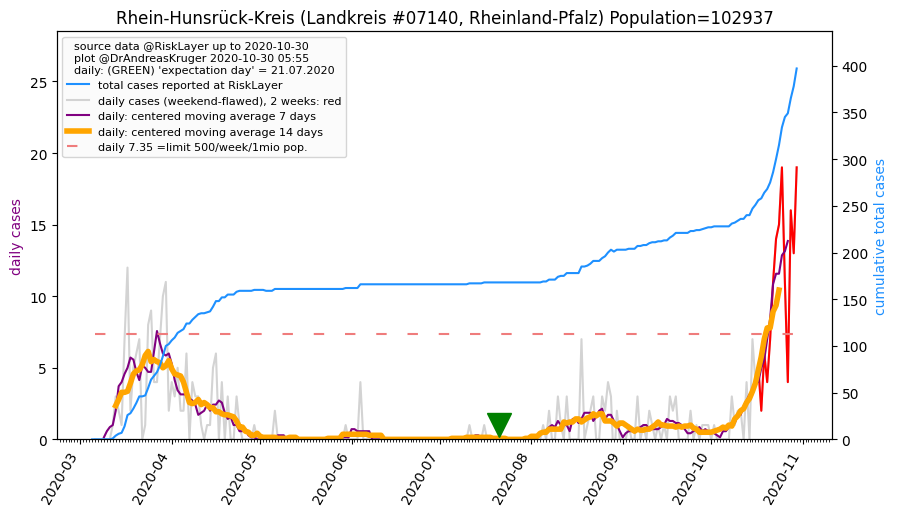 Rhein-Hunsrück-Kreis (Landkreis #07140, Rheinland-Pfalz) Population=102937
source data @RiskLayer up to 2020-10-30
plot @DrAndreasKruger 2020-10-30 05:55
daily: (GREEN) 'expectation day' = 21.07.2020
total cases reported at RiskLayer
daily cases (weekend-flawed), 2 weeks: red
daily: centered moving average 7 days
daily: centered moving average 14 days
daily 7.35 =limit 500/week/1mio pop.
daily cases
25
20
15
10
5
0
400
350
300
250
200
150
100
50
0
cumulative total cases
2020-03
2020-04
2020-05
2020-06
2020-07
2020-08
2020-09
2020-10
2020-11